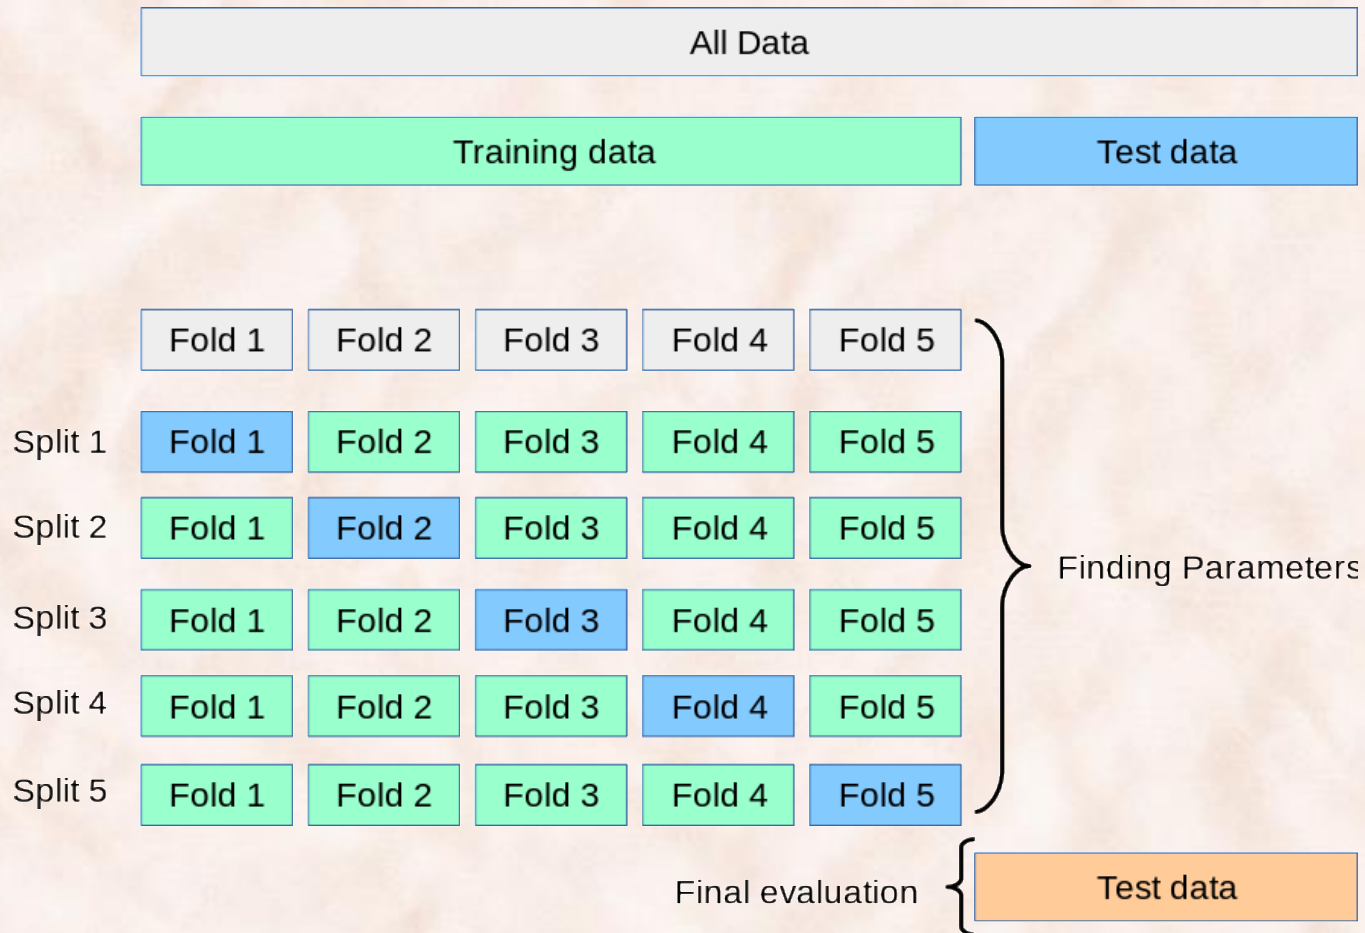 All Data
Training data Test data
Fold 1 Fold 2 Fold 3 Fold 4 Fold 5
Split 1 Fold 1 Fold 2 Fold 3 Fold 4 Fold 5
Split 2 Fold 1 Fold 2 Fold 3 Fold 4 Fold 5
Finding Parameters
Split 3 Fold 1 Fold 2 Fold 3 Fold 4 Fold 5
Split 4 Fold 1 Fold 2 Fold 3 Fold 4 Fold 5
Split 5 Fold 1 Fold 2 Fold 3 Fold 4 Fold 5
Final evaluation Test data